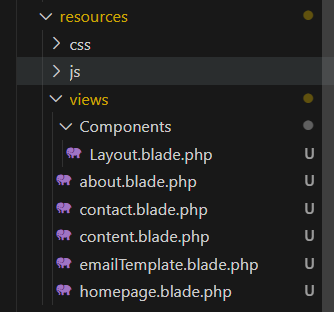 resources
css
js
views
Components
Layout.blade.php U
about.blade.php U
contact.blade.php U
content.blade.php U
emailTemplate.blade.php U
homepage.blade.php U